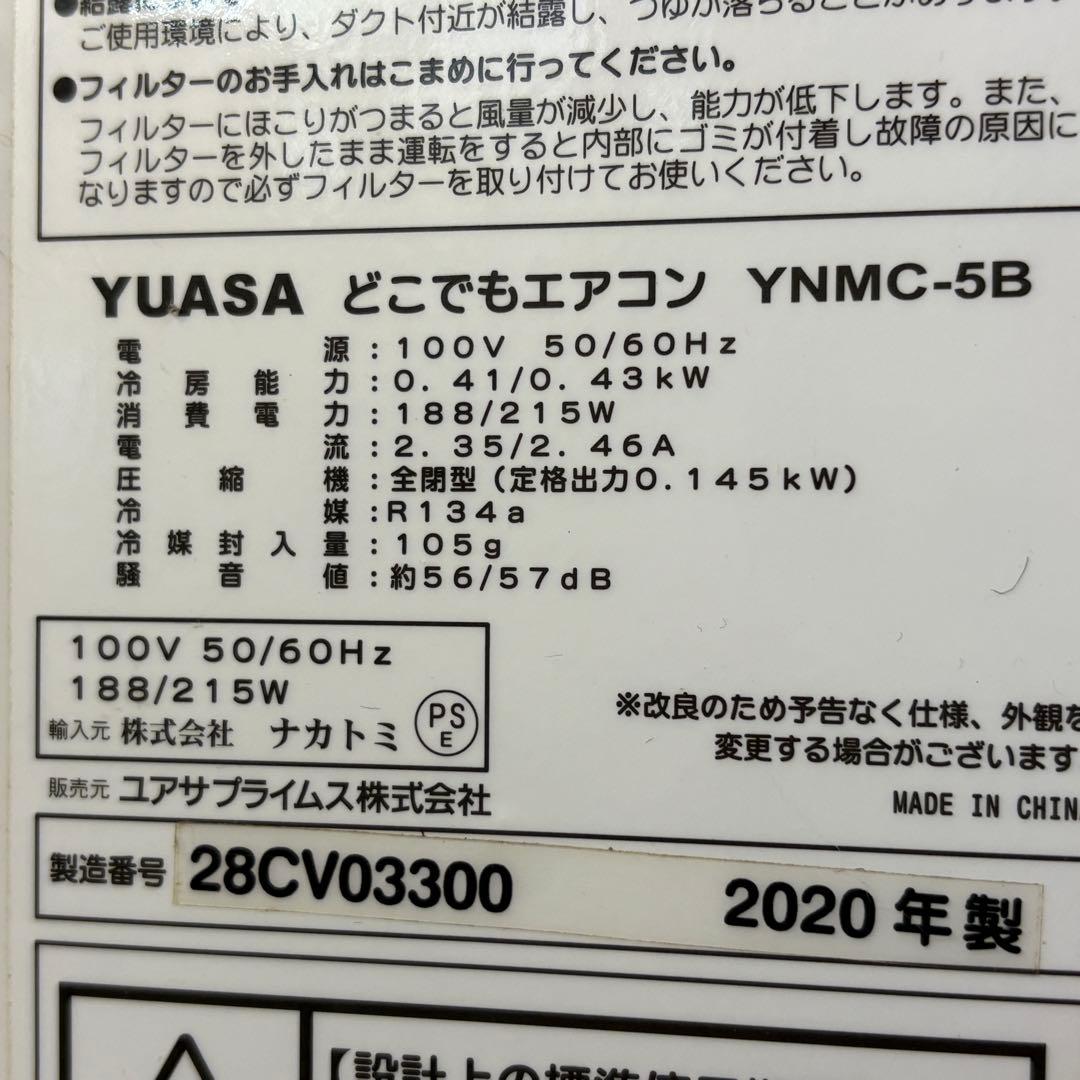 ご使用環境により、ダクト付近が結露し、つゆが落ちることがあります。
●フィルターのお手入れはこまめに行ってください。
フィルターにほこりがつまると風量が減少し、能力が低下します。また、
フィルターを外したまま運転をすると内部にゴミが付着し故障の原因に
なりますので必ずフィルターを取り付けてお使いください。
YUASA どこでもエアコン YNMC-5B
電源:100V 50/60Hz
冷房能力:0.41/0.43kW
消費電力:188/215W
電流:2.35/2.46A
圧縮機:全閉型(定格出力0.145kW)
冷媒:R134a
冷媒封入量:105g
騒音値:約56/57dB
100V 50/60Hz
188/215W
輸入元 株式会社 ナカトミ PSE
※改良のため予告なく仕様、外観を
変更する場合がございます
販売元 ユアサプライムス株式会社
MADE IN CHINA
製造番号 28CV03300 2020年製